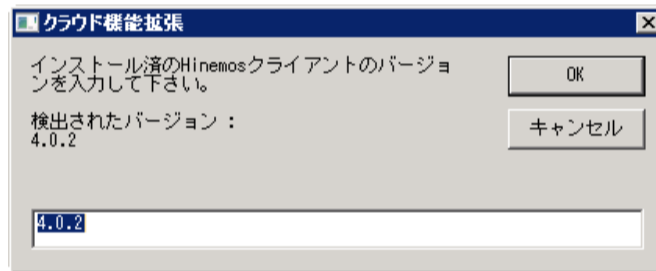 クラウド機能拡張
インストール済のHinemosクライアントのバージョ
ンを入力して下さい。
OK
検出されたバージョン :
4.0.2
キャンセル
4.0.2